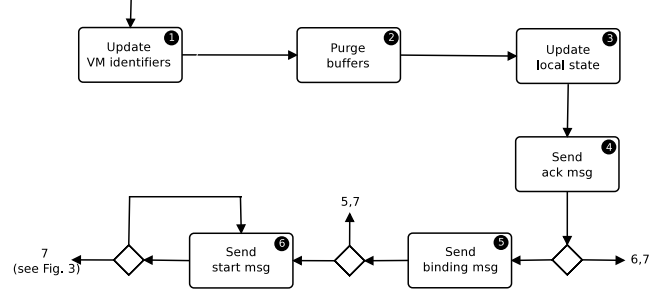 1
Update
VM identifiers
2
Purge
buffers
3
Update
local state
4
Send
ack msg
5
Send
binding msg
6,7
5,7
6
Send
start msg
7
(see Fig. 3)